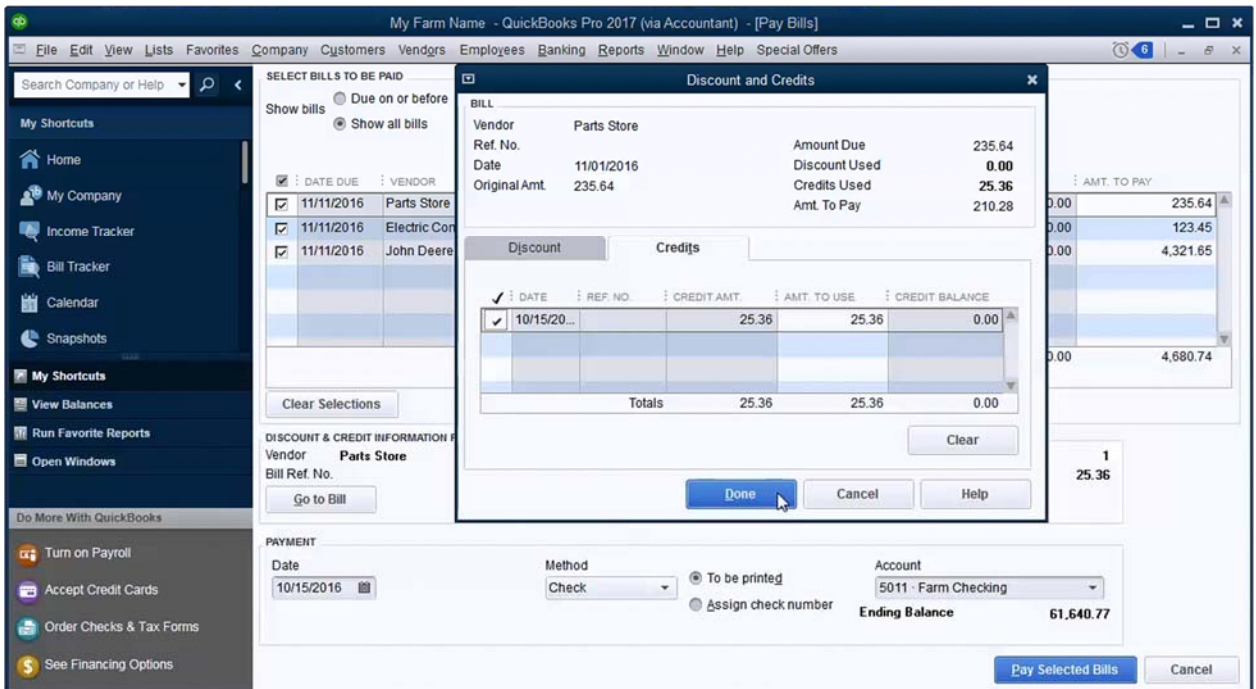 My Farm Name - QuickBooks Pro 2017 (via Accountant) - [Pay Bills]
File Edit View Lists Favorites Company Customers Vendors Employees Banking Reports Window Help Special Offers 6
Search Company or Help
My Shortcuts
Home
My Company
Income Tracker
Bill Tracker
Calendar
Snapshots
My Shortcuts
View Balances
Run Favorite Reports
Open Windows
Do More With QuickBooks
Turn on Payroll
Accept Credit Cards
Order Checks & Tax Forms
See Financing Options
SELECT BILLS TO BE PAID
Show bills
Due on or before
Show all bills
DATE DUE VENDOR AMT. TO PAY
11/11/2016 Parts Store 0.00 235.64
11/11/2016 Electric Con 0.00 123.45
11/11/2016 John Deere 0.00 4,321.65
0.00 4,680.74
Clear Selections
DISCOUNT & CREDIT INFORMATION F
Vendor Parts Store 1
Bill Ref. No. 25.36
Go to Bill
Discount and Credits
BILL
Vendor Parts Store
Ref. No. Amount Due 235.64
Date 11/01/2016 Discount Used 0.00
Original Amt. 235.64 Credits Used 25.36
Amt. To Pay 210.28
Discount Credits
DATE REF. NO. CREDIT AMT. AMT. TO USE CREDIT BALANCE
10/15/20... 25.36 25.36 0.00
Totals 25.36 25.36 0.00
Clear
Done Cancel Help
PAYMENT
Date Method Account
10/15/2016 Check To be printed 5011 · Farm Checking
Assign check number Ending Balance 61,640.77
Pay Selected Bills Cancel